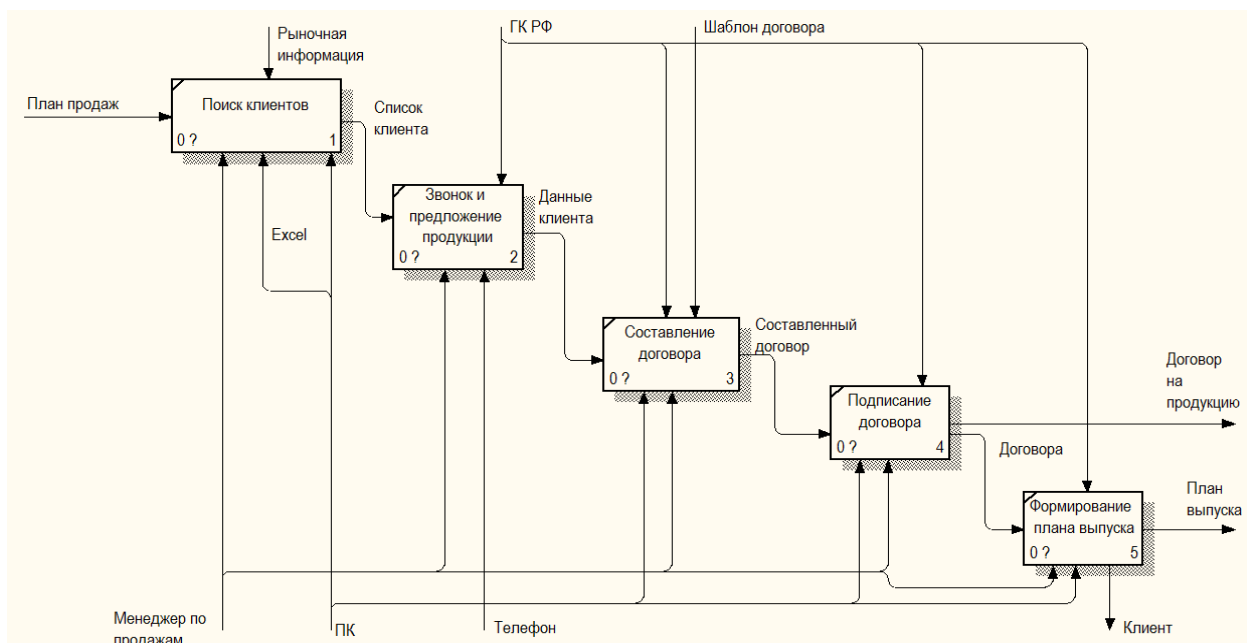 Рыночная
информация
ГК РФ
Шаблон договора
План продаж
Поиск клиентов
0 ?
1
Список
клиента
Звонок и
предложение
продукции
0 ?
2
Данные
клиента
Excel
Составление
договора
0 ?
3
Составленный
договор
Подписание
договора
0 ?
4
Договор
на
продукцию
Договора
Формирование
плана выпуска
0 ?
5
План
выпуска
Менеджер по
продажам
ПК
Телефон
Клиент